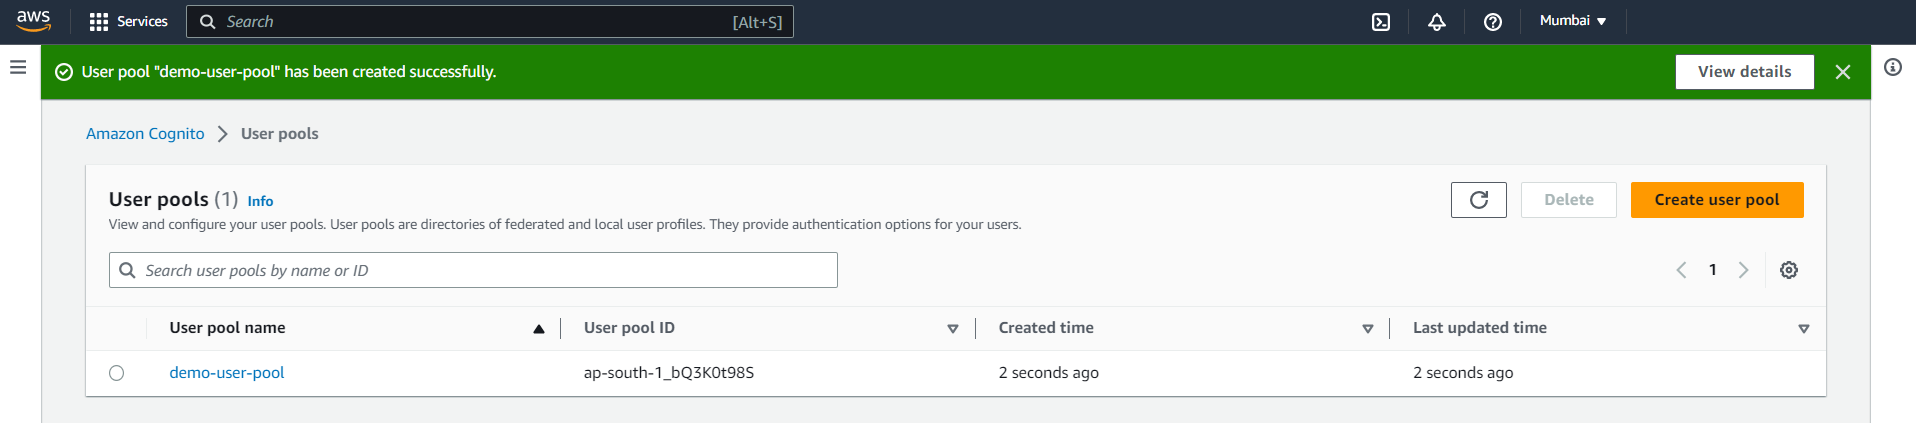 aws Services Search [Alt+S] Mumbai
User pool "demo-user-pool" has been created successfully. View details
Amazon Cognito User pools
User pools (1) Info Delete Create user pool
View and configure your user pools. User pools are directories of federated and local user profiles. They provide authentication options for your users.
Search user pools by name or ID 1
User pool name User pool ID Created time Last updated time
demo-user-pool ap-south-1_bQ3K0t98S 2 seconds ago 2 seconds ago